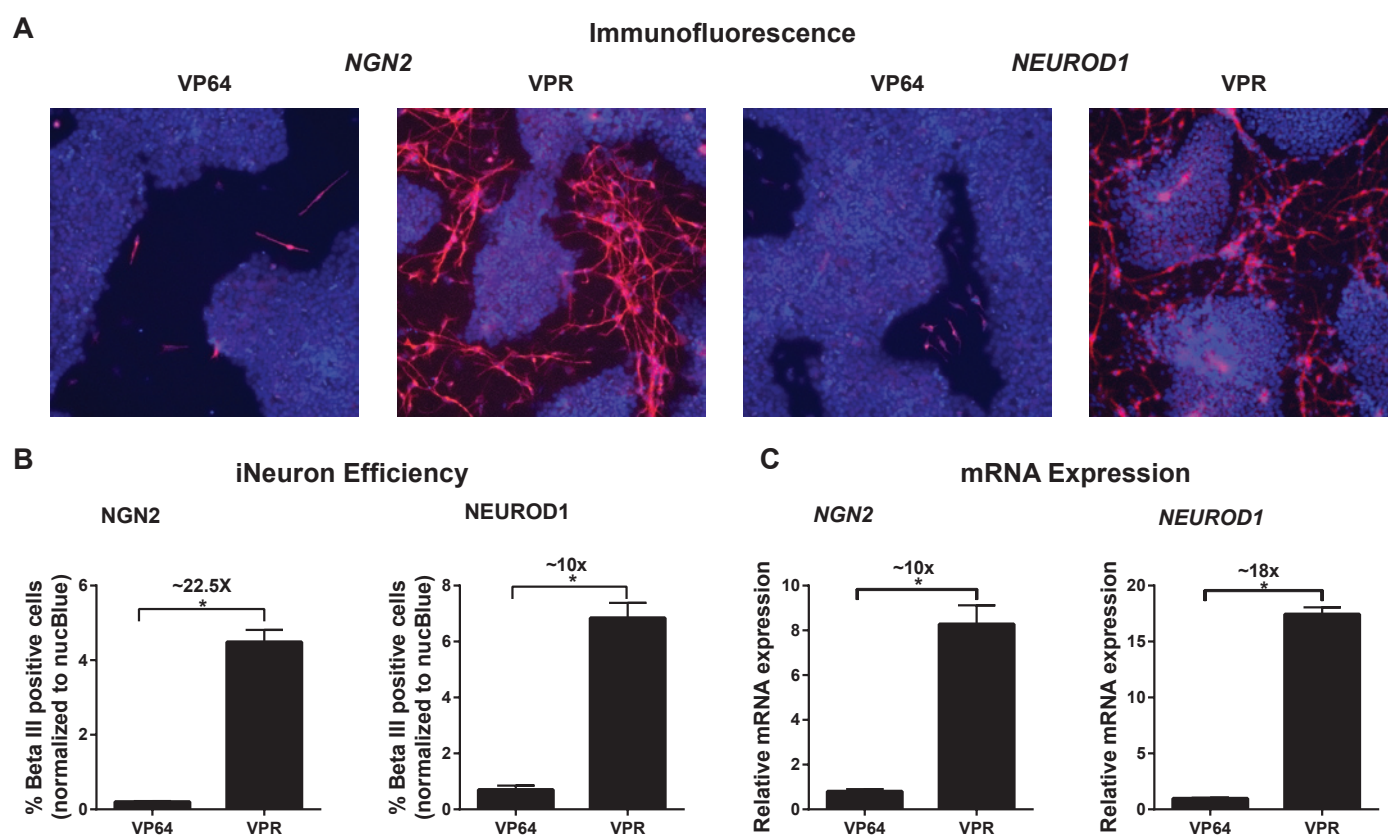 A
Immunofluorescence
NGN2
NEUROD1
VP64
VPR
VP64
VPR
B
iNeuron Efficiency
NGN2
% Beta III positive cells
(normalized to nucBlue)
6
4
2
0
~22.5X
*
VP64
VPR
NEUROD1
% Beta III positive cells
(normalized to nucBlue)
8
6
4
2
0
~10x
*
VP64
VPR
C
mRNA Expression
NGN2
Relative mRNA expression
10
8
6
4
2
0
~10x
*
VP64
VPR
NEUROD1
Relative mRNA expression
20
15
10
5
0
~18x
*
VP64
VPR